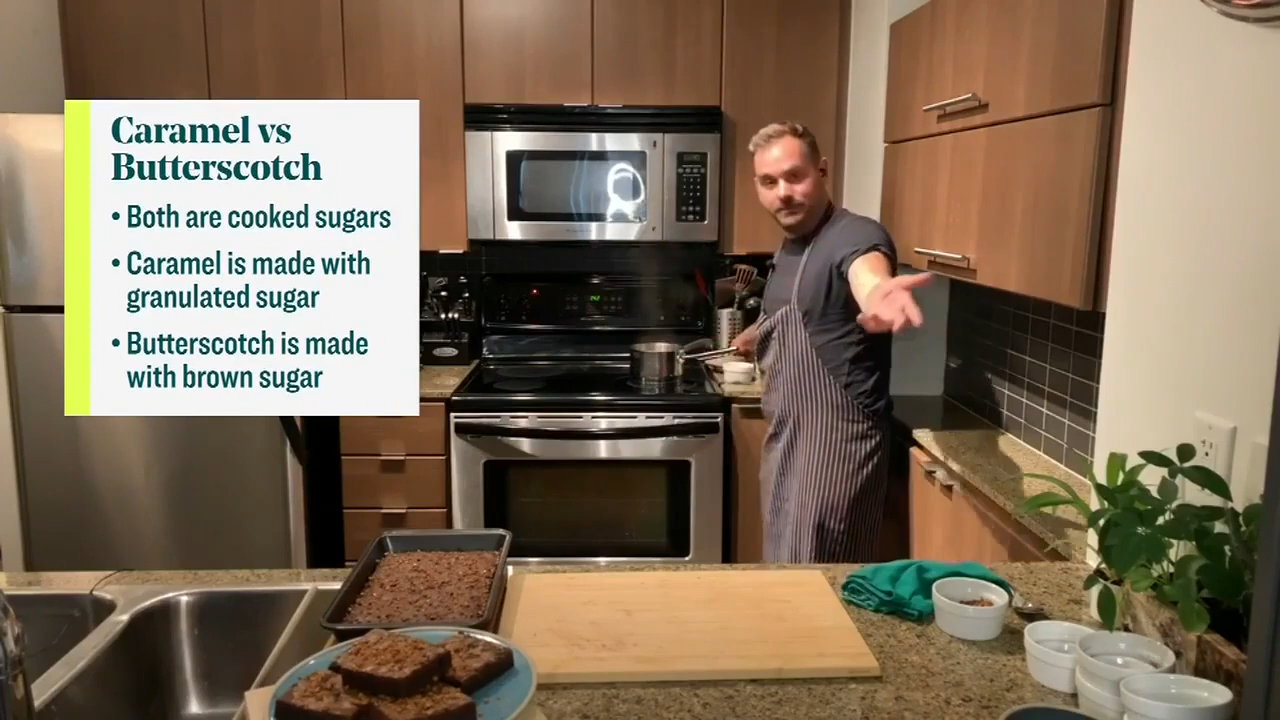 Caramel vs
Butterscotch
• Both are cooked sugars
• Caramel is made with
granulated sugar
• Butterscotch is made
with brown sugar